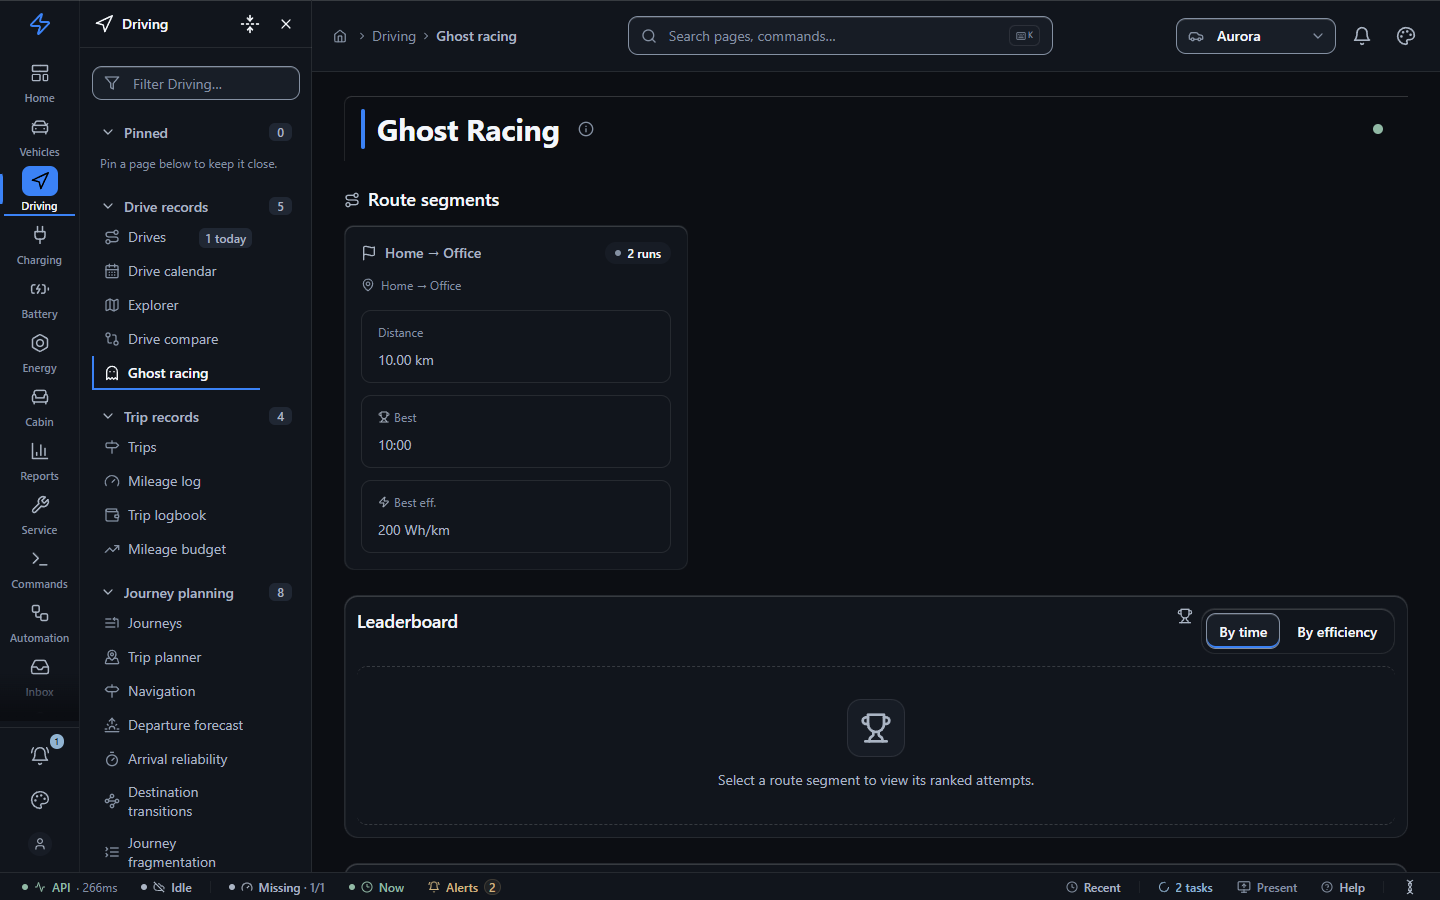 Driving
Driving
Ghost racing
Search pages, commands...
K
Aurora
Home
Vehicles
Driving
Charging
Battery
Energy
Cabin
Reports
Service
Commands
Automation
Inbox
1
Filter Driving...
Pinned
0
Pin a page below to keep it close.
Drive records
5
Drives
1 today
Drive calendar
Explorer
Drive compare
Ghost racing
Trip records
4
Trips
Mileage log
Trip logbook
Mileage budget
Journey planning
8
Journeys
Trip planner
Navigation
Departure forecast
Arrival reliability
Destination
transitions
Journey
fragmentation
Ghost Racing
Route segments
Home → Office
2 runs
Home → Office
Distance
10.00 km
Best
10:00
Best eff.
200 Wh/km
Leaderboard
By time
By efficiency
Select a route segment to view its ranked attempts.
API · 266ms
Idle
Missing · 1/1
Now
Alerts
2
Recent
2 tasks
Present
Help